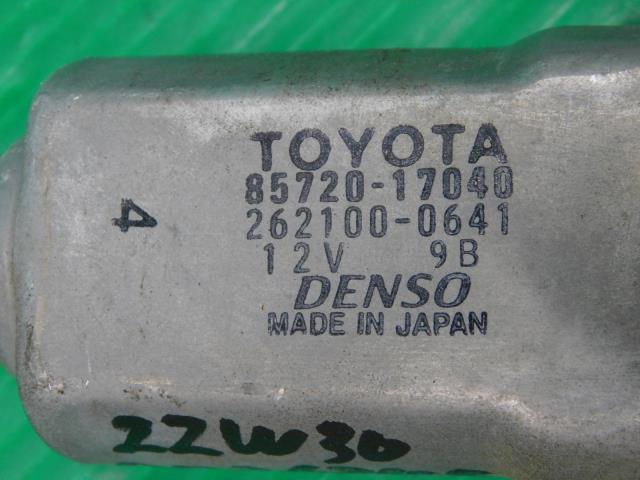 TOYOTA
85720-17040
262100-0641
12V 9B
DENSO
MADE IN JAPAN
4
ZZW30